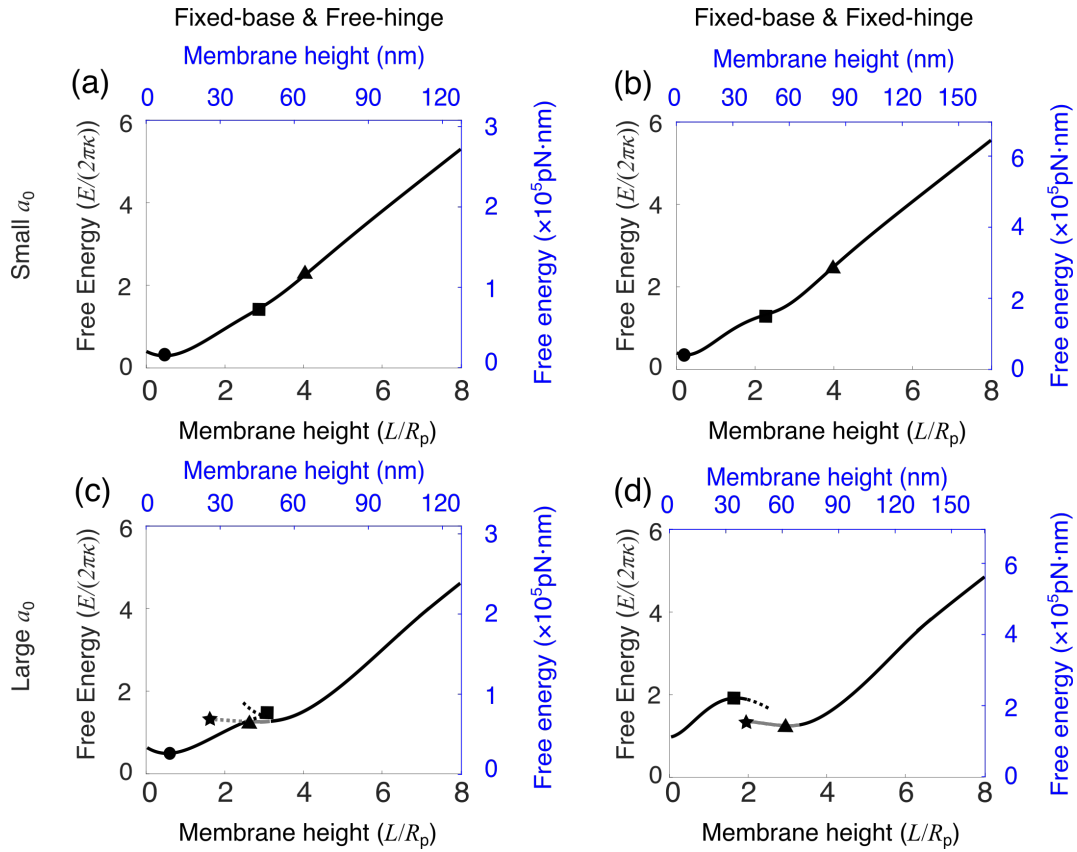 Fixed-base & Free-hinge
Fixed-base & Fixed-hinge
(a)
Membrane height (nm)
0 30 60 90 120
Small a0
Free Energy (E/(2πκ))
6
4
2
0
3
2
1
0
Free energy (×10^5pN·nm)
0 2 4 6 8
Membrane height (L/Rp)
(b)
Membrane height (nm)
0 30 60 90 120 150
Free Energy (E/(2πκ))
6
4
2
0
6
4
2
0
Free energy (×10^5pN·nm)
0 2 4 6 8
Membrane height (L/Rp)
(c)
Membrane height (nm)
0 30 60 90 120
Large a0
Free Energy (E/(2πκ))
6
4
2
0
3
2
1
0
Free energy (×10^5pN·nm)
0 2 4 6 8
Membrane height (L/Rp)
(d)
Membrane height (nm)
0 30 60 90 120 150
Free Energy (E/(2πκ))
6
4
2
0
6
4
2
0
Free energy (×10^5pN·nm)
0 2 4 6 8
Membrane height (L/Rp)